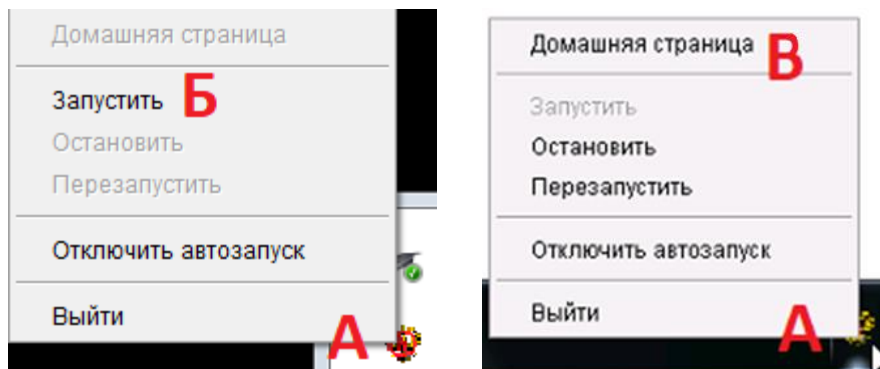 Домашняя страница
Запустить Б
Остановить
Перезапустить
Отключить автозапуск
Выйти
А
Домашняя страница В
Запустить
Остановить
Перезапустить
Отключить автозапуск
Выйти
А